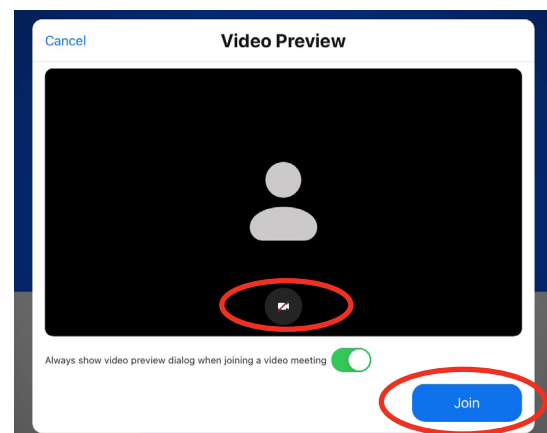 Cancel
Video Preview
Always show video preview dialog when joining a video meeting
Join